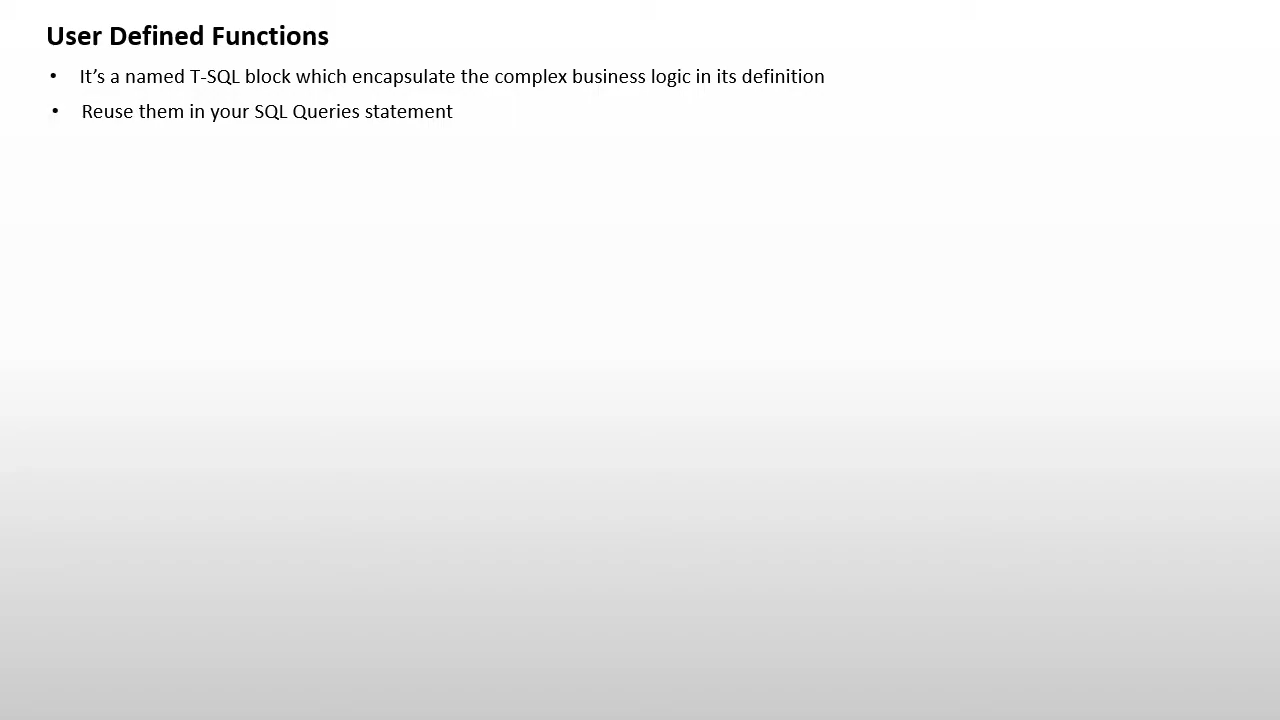 User Defined Functions
• It’s a named T-SQL block which encapsulate the complex business logic in its definition
• Reuse them in your SQL Queries statement